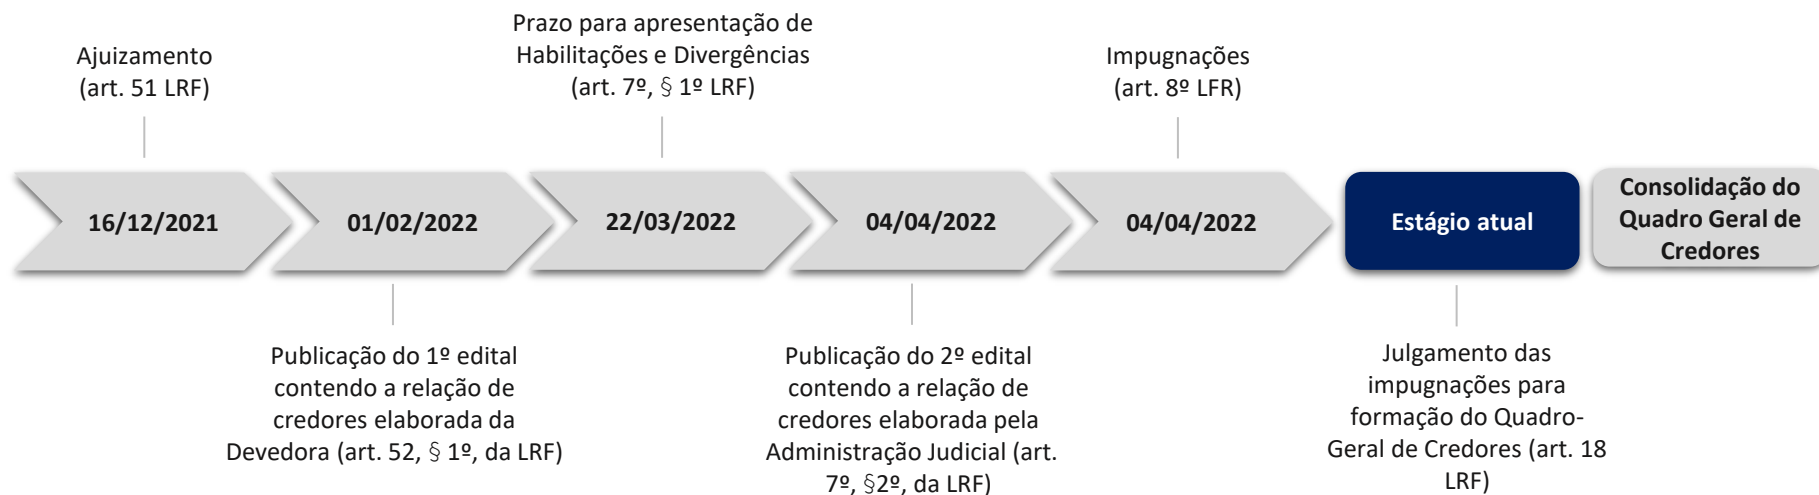 Ajuizamento
(art. 51 LRF)
Prazo para apresentação de
Habilitações e Divergências
(art. 7º, § 1º LRF)
Impugnações
(art. 8º LFR)
16/12/2021
01/02/2022
22/03/2022
04/04/2022
04/04/2022
Estágio atual
Consolidação do
Quadro Geral de
Credores
Publicação do 1º edital
contendo a relação de
credores elaborada da
Devedora (art. 52, § 1º, da LRF)
Publicação do 2º edital
contendo a relação de
credores elaborada pela
Administração Judicial (art.
7º, §2º, da LRF)
Julgamento das
impugnações para
formação do Quadro-
Geral de Credores (art. 18
LRF)